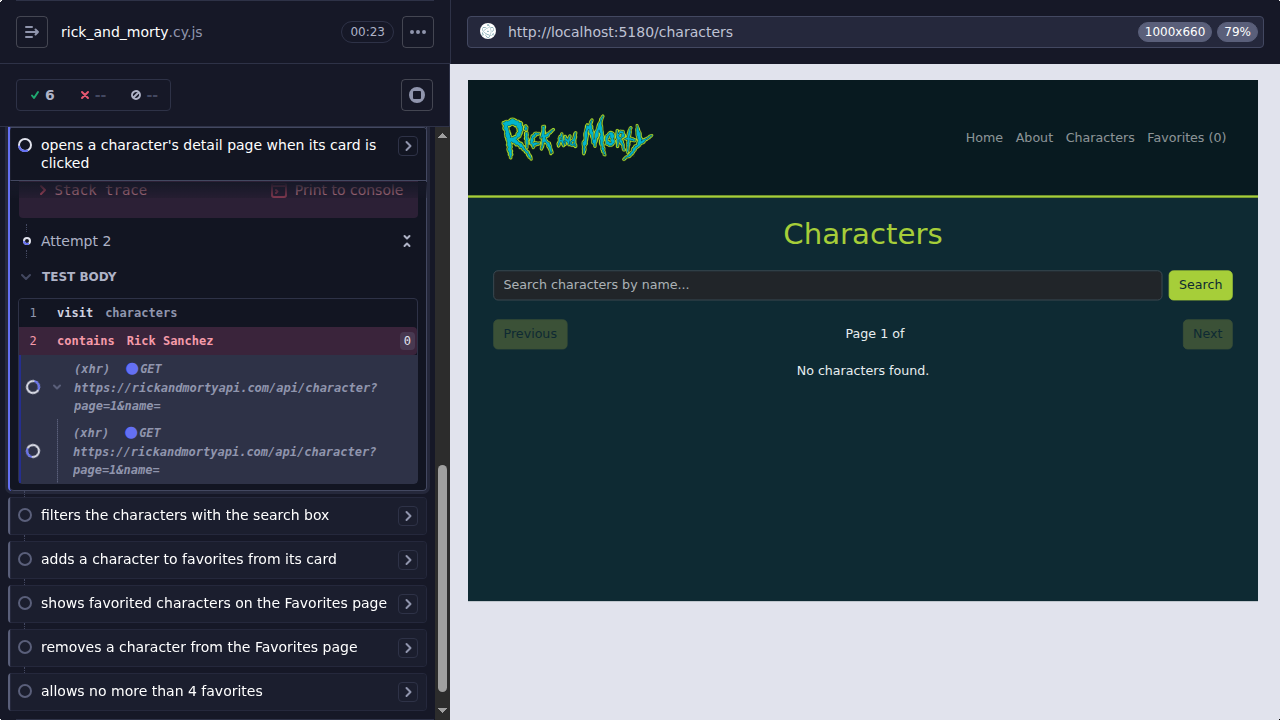 rick_and_morty.cy.js
00:23
6
--
--
opens a character's detail page when its card is
clicked
Stack trace
Print to console
Attempt 2
TEST BODY
1 visit characters
2 contains Rick Sanchez 0
(xhr) GET
https://rickandmortyapi.com/api/character?
page=1&name=
(xhr) GET
https://rickandmortyapi.com/api/character?
page=1&name=
filters the characters with the search box
adds a character to favorites from its card
shows favorited characters on the Favorites page
removes a character from the Favorites page
allows no more than 4 favorites
http://localhost:5180/characters
1000x660
79%
Rick and Morty
Home About Characters Favorites (0)
Characters
Search characters by name...
Search
Previous
Page 1 of
Next
No characters found.